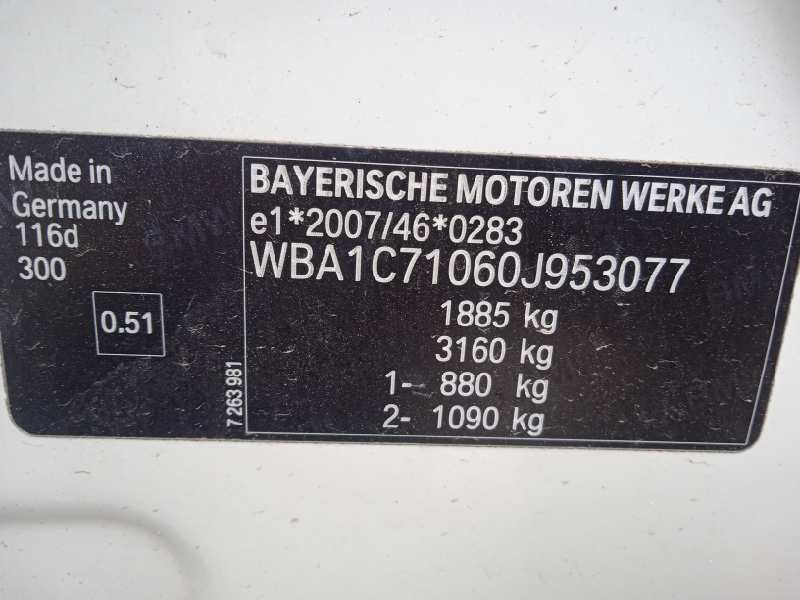 Made in
Germany
116d
300
0.51
7 263 981
BAYERISCHE MOTOREN WERKE AG
e1*2007/46*0283
WBA1C71060J953077
1885 kg
3160 kg
1- 880 kg
2- 1090 kg